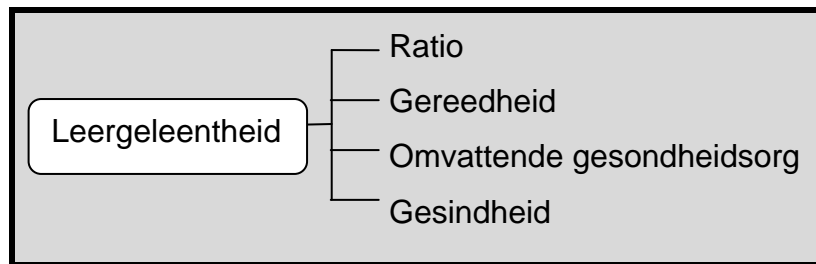 Leergeleentheid
Ratio
Gereedheid
Omvattende gesondheidsorg
Gesindheid